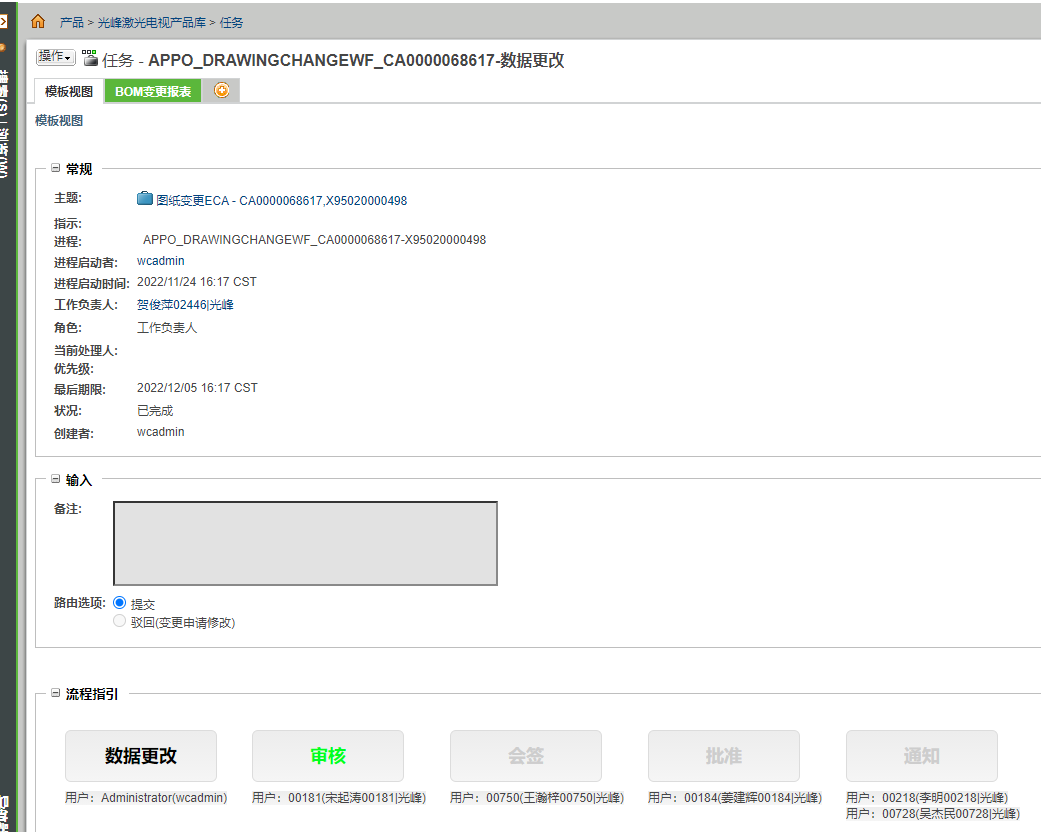 产品 > 光峰激光电视产品库 > 任务
操作
任务 - APPO_DRAWINGCHANGEWF_CA0000068617-数据更改
模板视图 BOM变更报表
模板视图
常规
主题: 图纸变更ECA - CA0000068617,X95020000498
指示:
进程: APPO_DRAWINGCHANGEWF_CA0000068617-X95020000498
进程启动者: wcadmin
进程启动时间: 2022/11/24 16:17 CST
工作负责人: 贺俊萍02446|光峰
角色: 工作负责人
当前处理人:
优先级:
最后期限: 2022/12/05 16:17 CST
状况: 已完成
创建者: wcadmin
输入
备注:
路由选项: 提交
驳回(变更申请修改)
流程指引
数据更改 审核 会签 批准 通知
用户: Administrator(wcadmin) 用户: 00181(宋起涛00181|光峰) 用户: 00750(王瀚梓00750|光峰) 用户: 00184(姜建辉00184|光峰) 用户: 00218(李明00218|光峰)
用户: 00728(吴杰民00728|光峰)